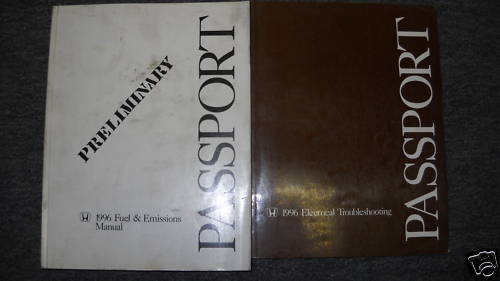 PRELIMINARY
1996 Fuel & Emissions
Manual
PASSPORT
1996 Electrical Troubleshooting
PASSPORT